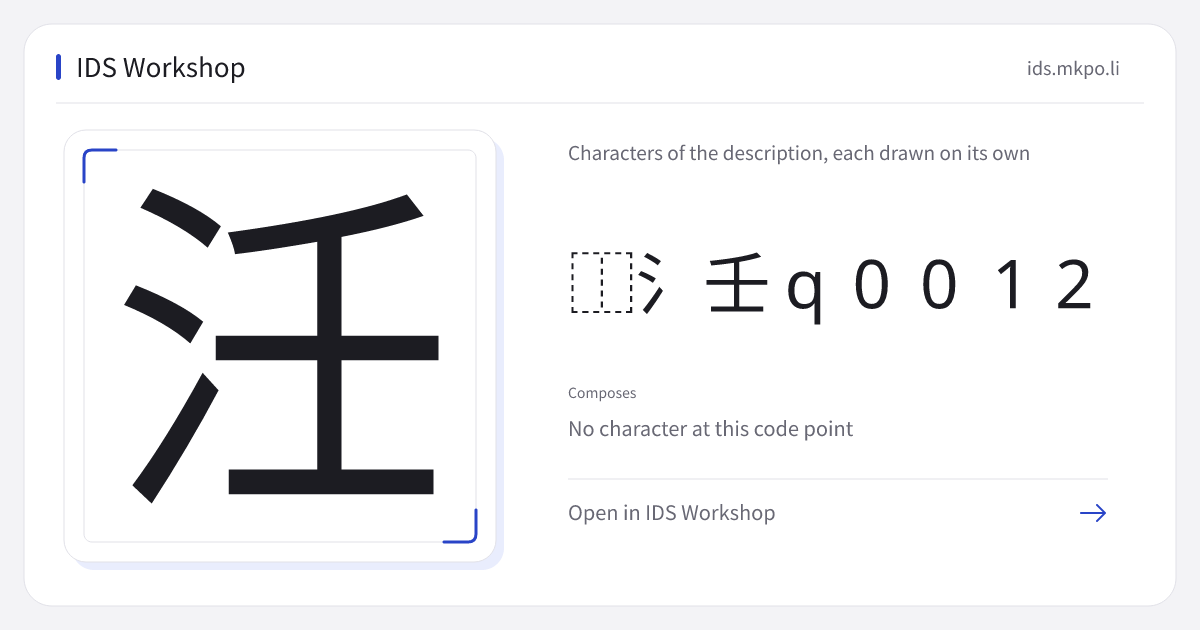 IDS Workshop
ids.mkpo.li
㳝
Characters of the description, each drawn on its own
⿰氵壬q0012
Composes
No character at this code point
Open in IDS Workshop →